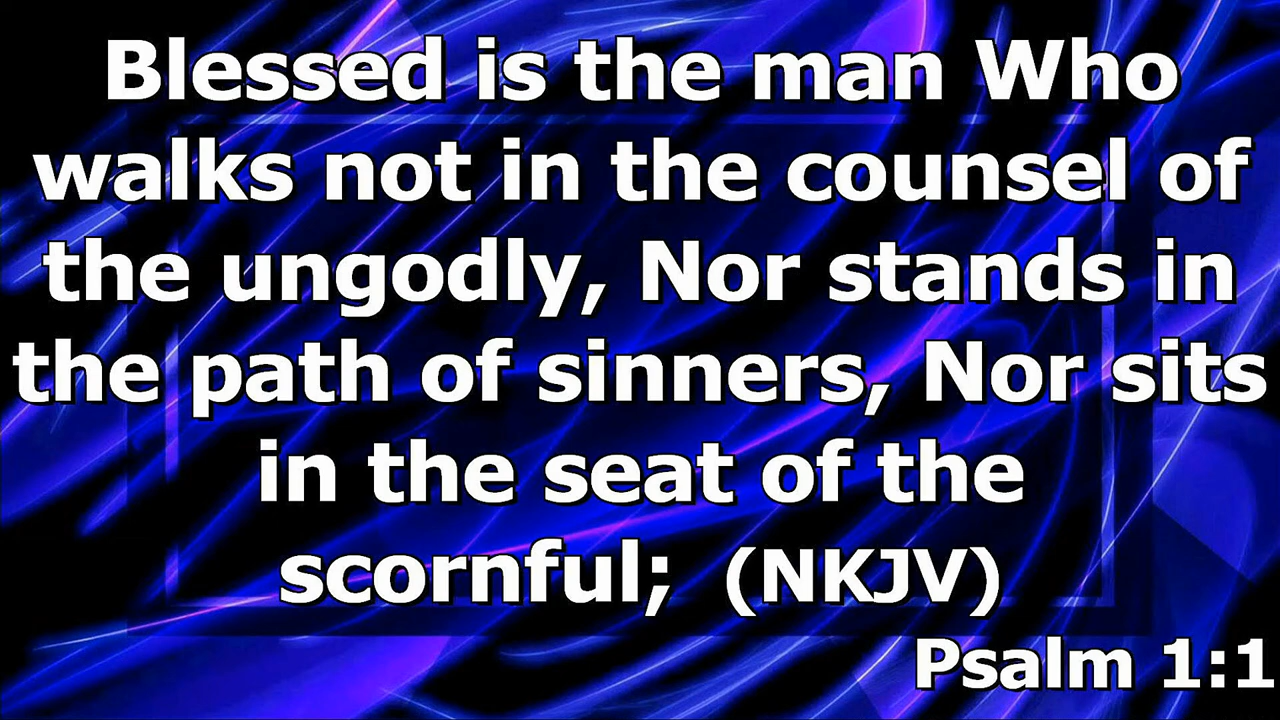 Blessed is the man Who
walks not in the counsel of
the ungodly, Nor stands in
the path of sinners, Nor sits
in the seat of the
scornful; (NKJV)
Psalm 1:1